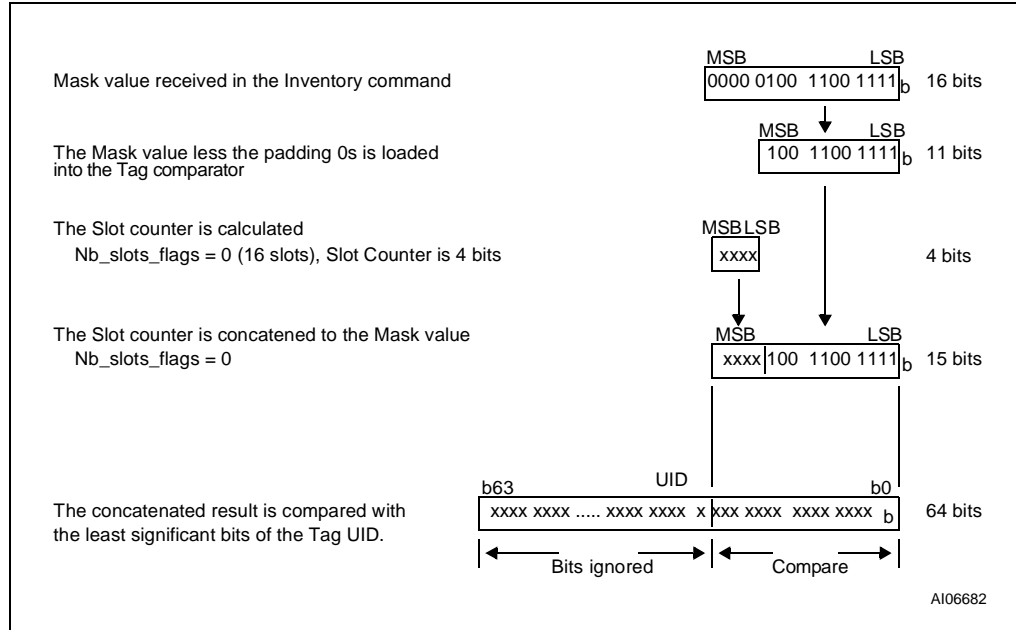 MSB LSB
Mask value received in the Inventory command 0000 0100 1100 1111 b 16 bits
MSB LSB
The Mask value less the padding 0s is loaded
into the Tag comparator
100 1100 1111 b 11 bits
The Slot counter is calculated
MSB LSB
Nb_slots_flags = 0 (16 slots), Slot Counter is 4 bits xxxx 4 bits
The Slot counter is concatened to the Mask value
MSB LSB
Nb_slots_flags = 0 xxxx 100 1100 1111 b 15 bits
UID
b63 b0
The concatenated result is compared with
the least significant bits of the Tag UID.
xxxx xxxx ..... xxxx xxxx x xxx xxxx xxxx xxxx b 64 bits
Bits ignored Compare
AI06682